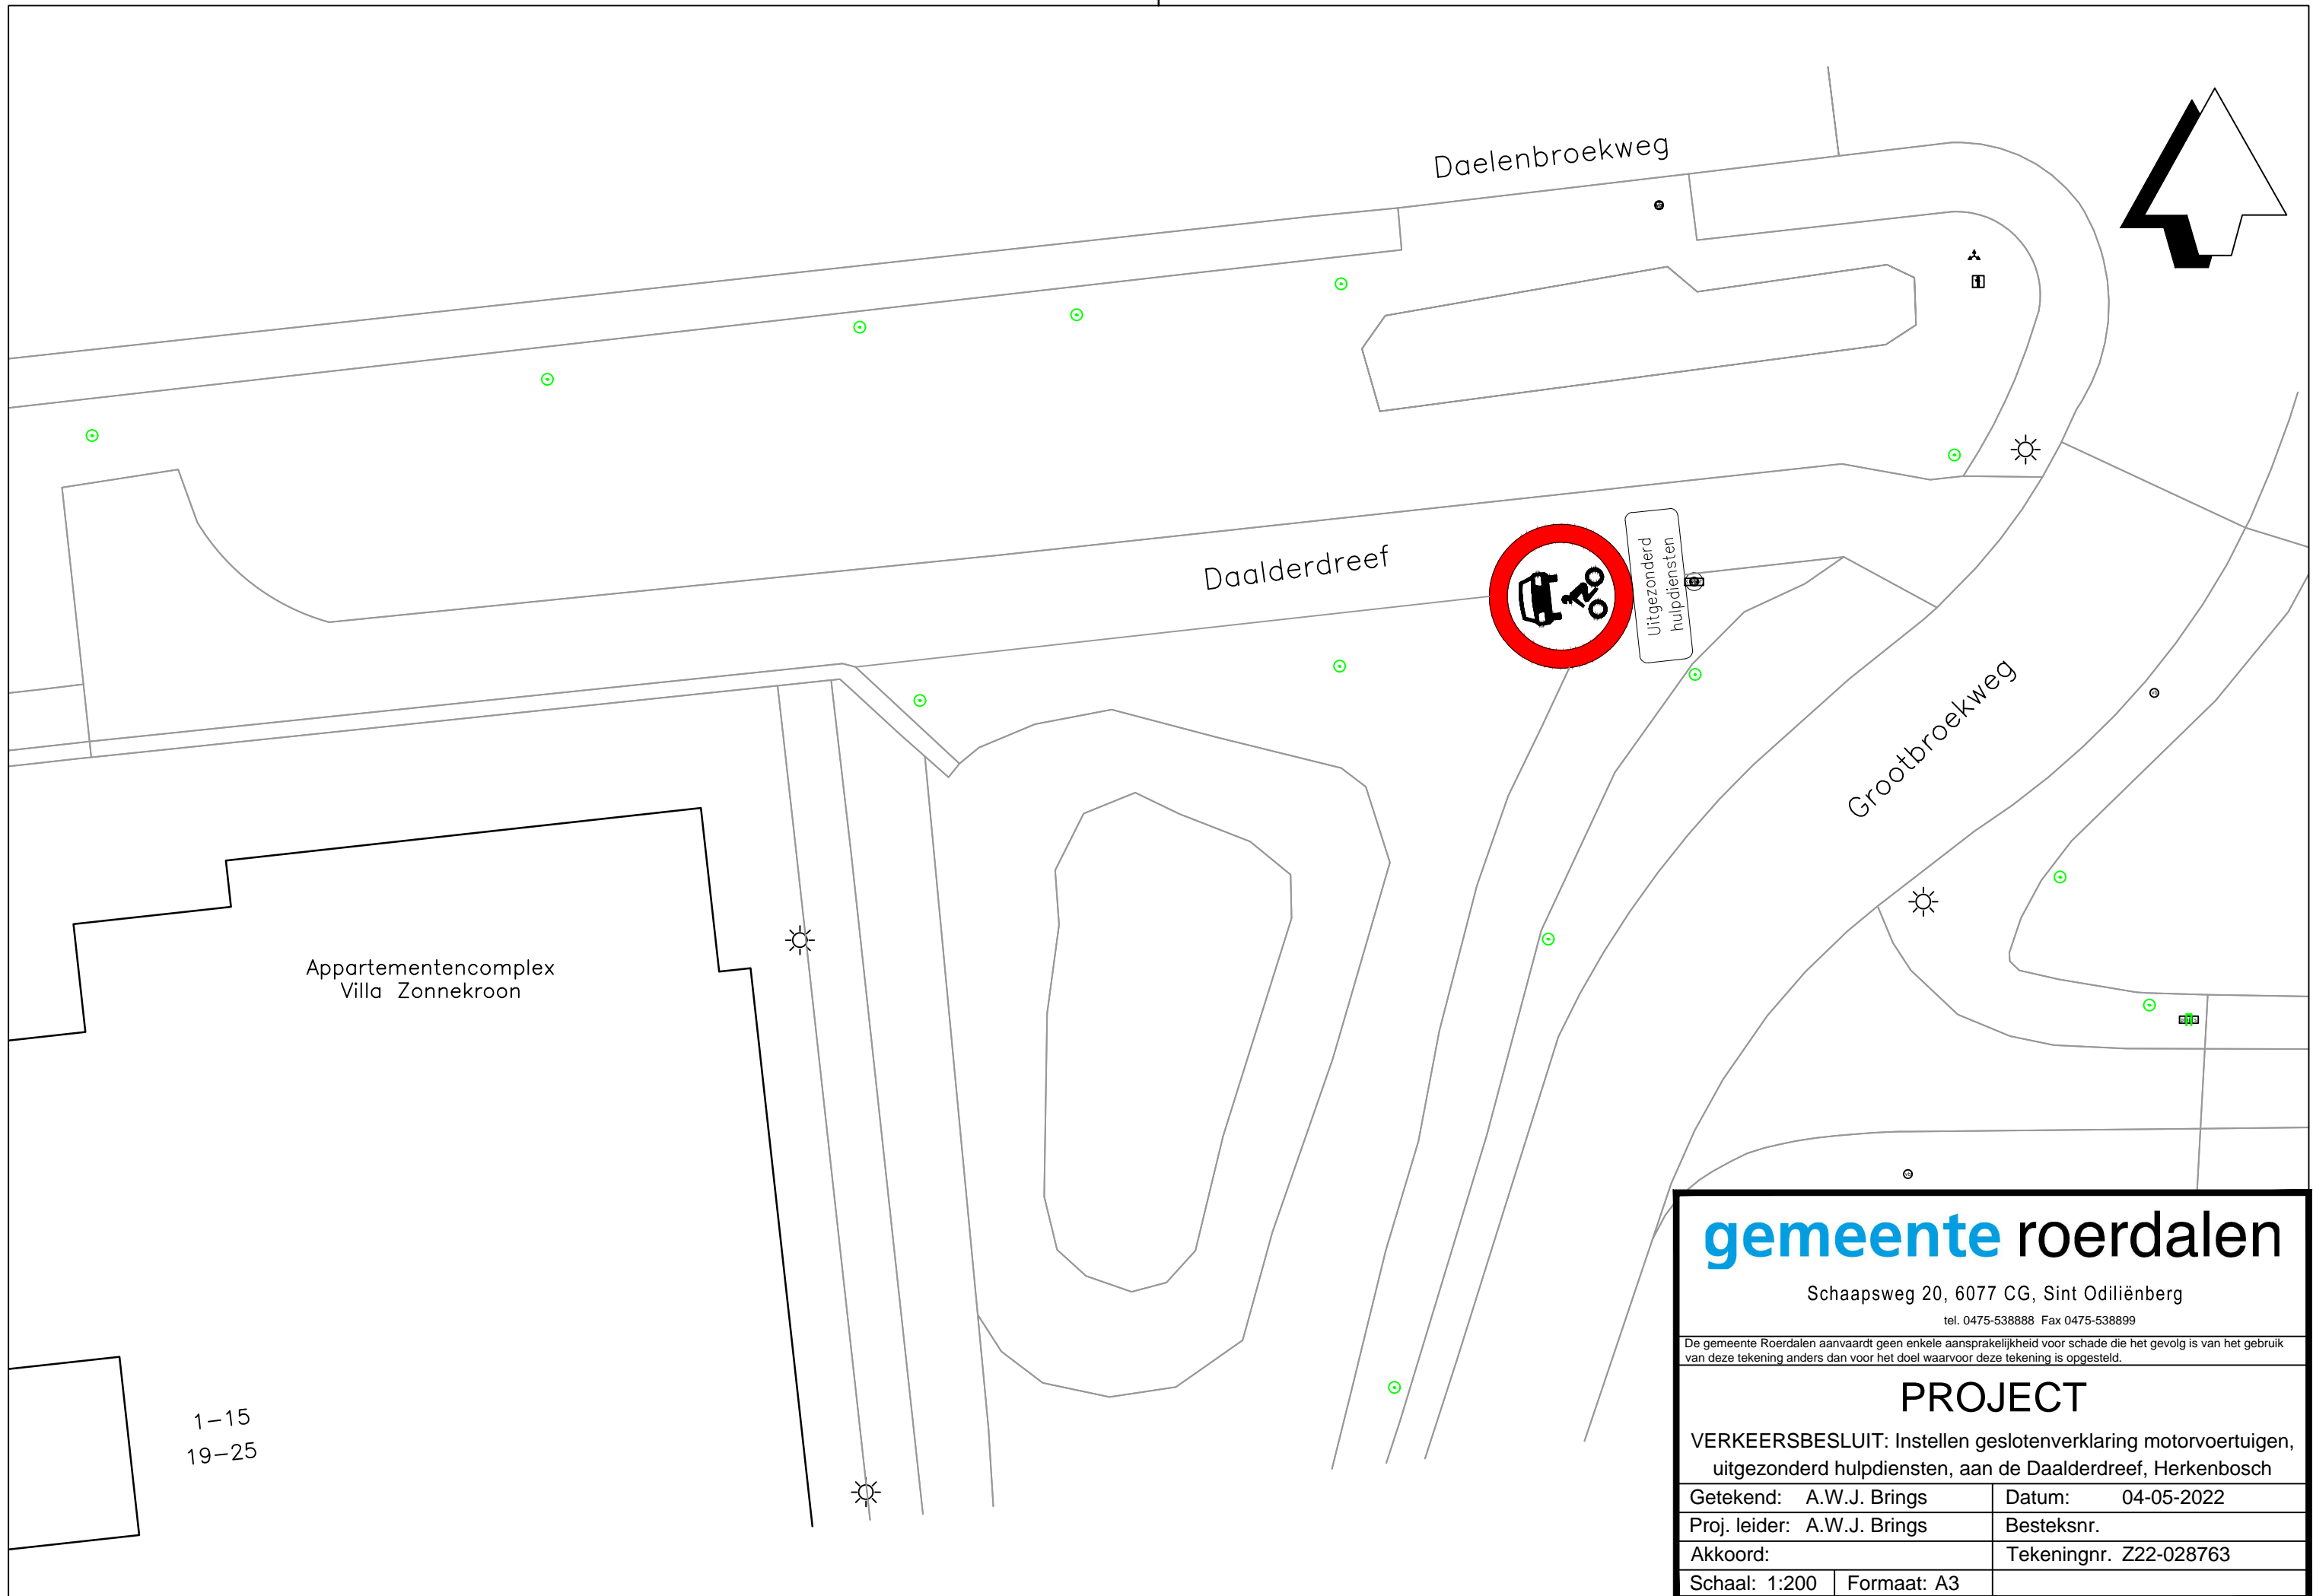 Daelenbroekweg
Daalderdreef
Uitgezonderd
hulpdiensten
Grootbroekweg
Appartementencomplex
Villa Zonnekroon
1-15
19-25
gemeente roerdalen
Schaapsweg 20, 6077 CG, Sint Odiliënberg
tel. 0475-538888 Fax 0475-538899
De gemeente Roerdalen aanvaardt geen enkele aansprakelijkheid voor schade die het gevolg is van het gebruik
van deze tekening anders dan voor het doel waarvoor deze tekening is opgesteld.
PROJECT
VERKEERSBESLUIT: Instellen geslotenverklaring motorvoertuigen,
uitgezonderd hulpdiensten, aan de Daalderdreef, Herkenbosch
Getekend: A.W.J. Brings Datum: 04-05-2022
Proj. leider: A.W.J. Brings Besteksnr.
Akkoord: Tekeningnr. Z22-028763
Schaal: 1:200 Formaat: A3